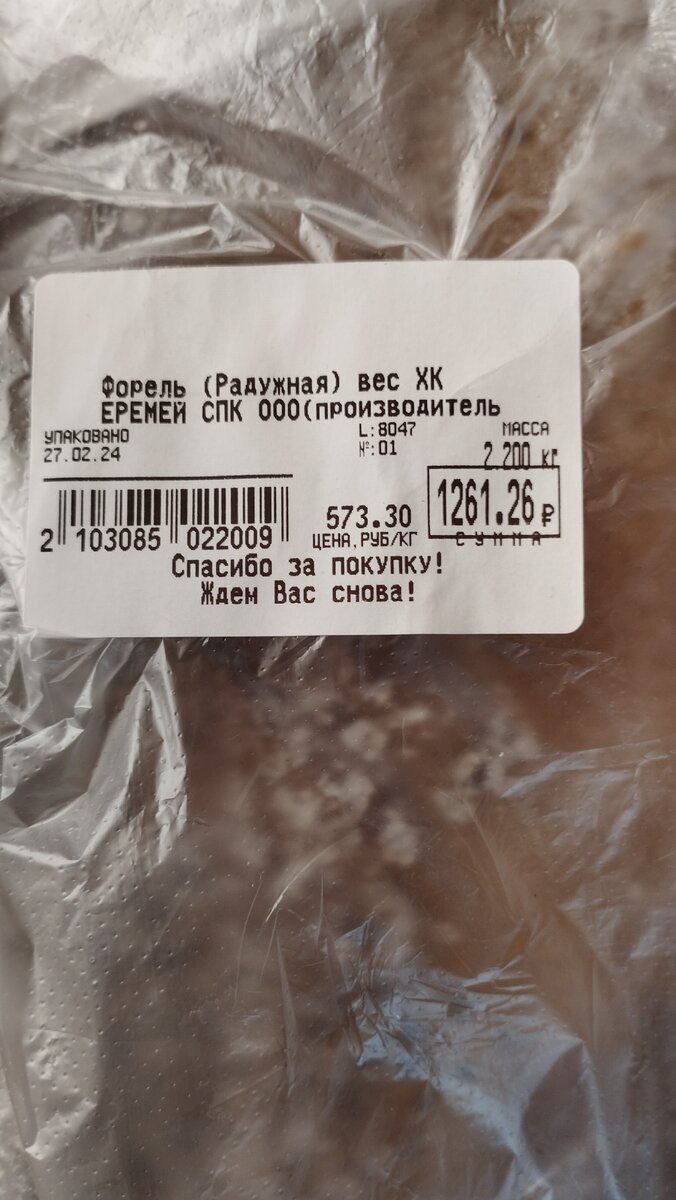 Форель (Радужная) вес ХК
ЕРЕМЕЙ СПК ООО(производитель
УПАКОВАНО
27.02.24
L:8047
№:01
МАССА
2.200 кг
2 103085 022009
573.30
ЦЕНА,РУБ/КГ
1261.26 ₽
СУММА
Спасибо за покупку!
Ждем Вас снова!